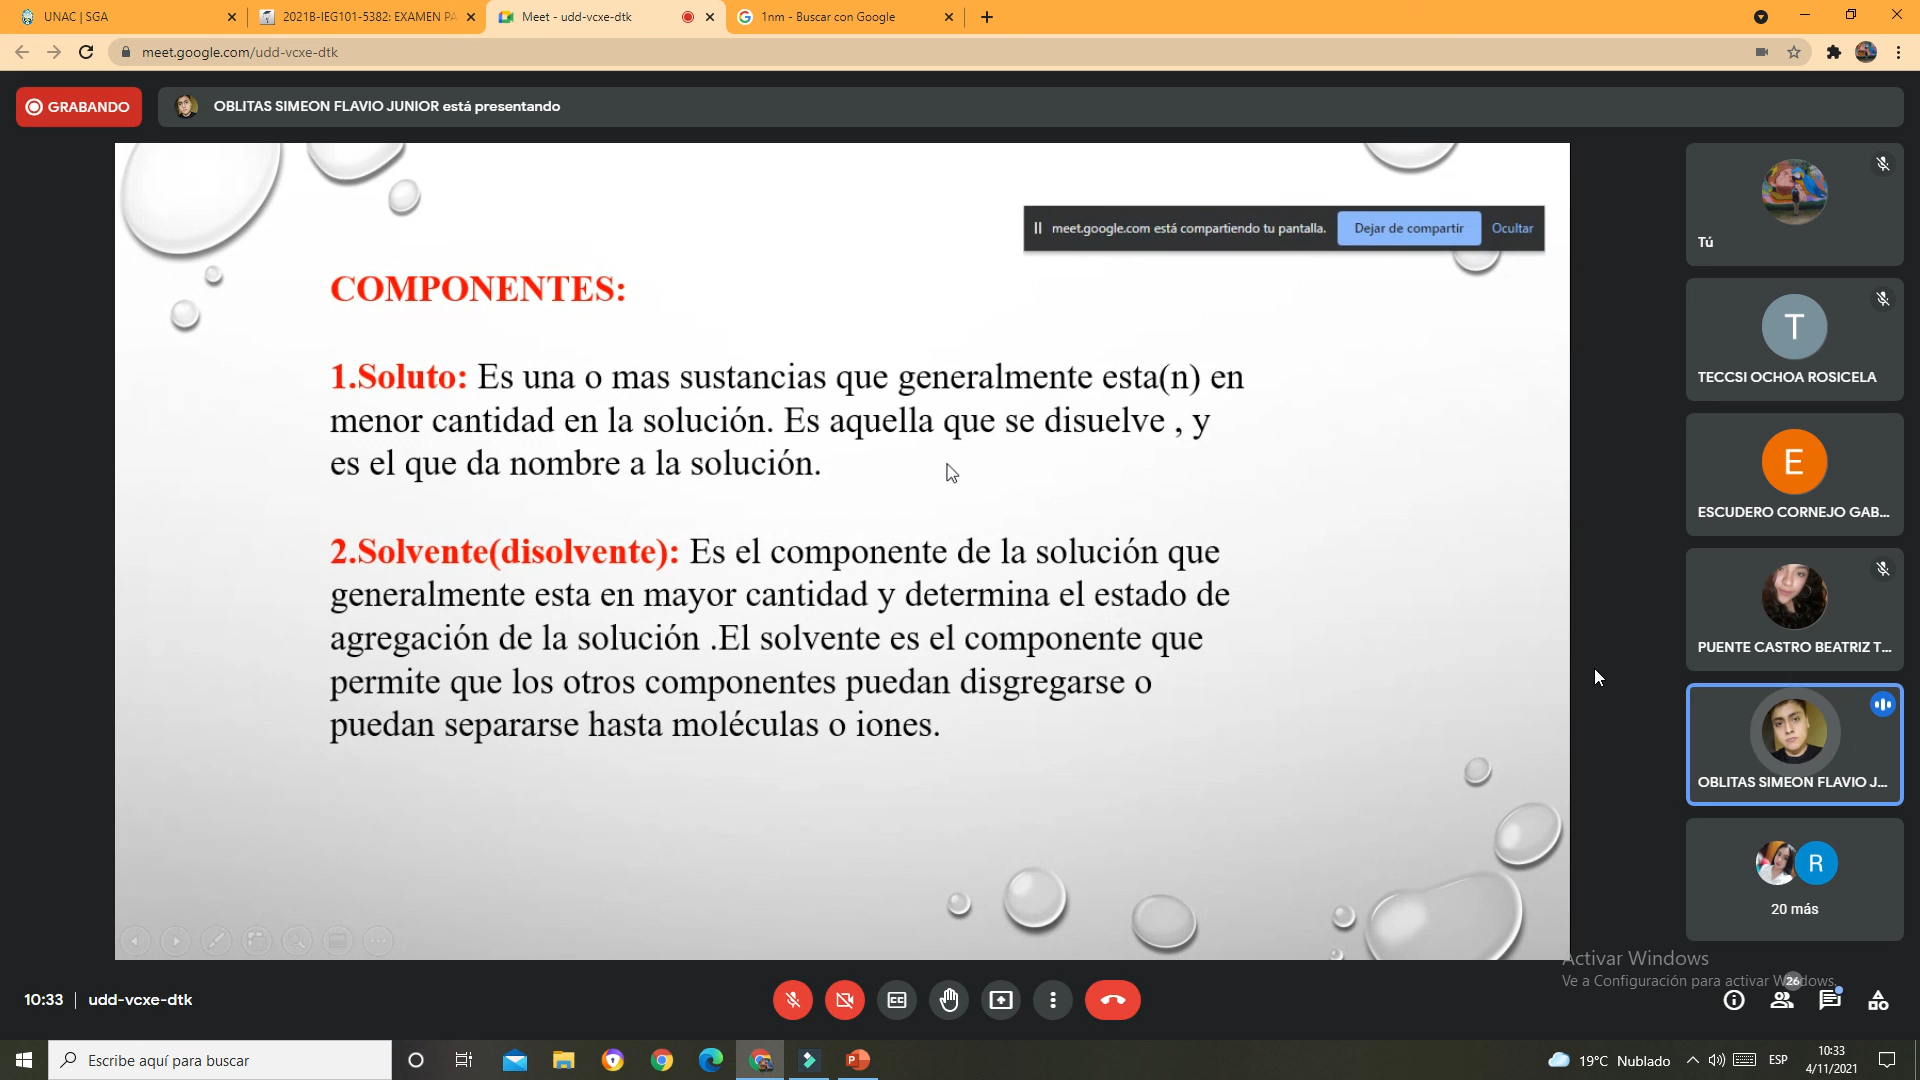 UNAC | SGA
2021B-IEG101-5382: EXAMEN PA
Meet - udd-vcxe-dtk
1nm - Buscar con Google
meet.google.com/udd-vcxe-dtk
GRABANDO
OBLITAS SIMEON FLAVIO JUNIOR está presentando
meet.google.com está compartiendo tu pantalla.
Dejar de compartir
Ocultar
COMPONENTES:
1.Soluto: Es una o mas sustancias que generalmente esta(n) en
menor cantidad en la solución. Es aquella que se disuelve , y
es el que da nombre a la solución.
2.Solvente(disolvente): Es el componente de la solución que
generalmente esta en mayor cantidad y determina el estado de
agregación de la solución .El solvente es el componente que
permite que los otros componentes puedan disgregarse o
puedan separarse hasta moléculas o iones.
Tú
T
TECCSI OCHOA ROSICELA
E
ESCUDERO CORNEJO GAB...
PUENTE CASTRO BEATRIZ T...
OBLITAS SIMEON FLAVIO J...
R
20 más
Activar Windows
Ve a Configuración para activar Windows.
10:33
udd-vcxe-dtk
26
Escribe aquí para buscar
19°C Nublado
ESP
10:33
4/11/2021